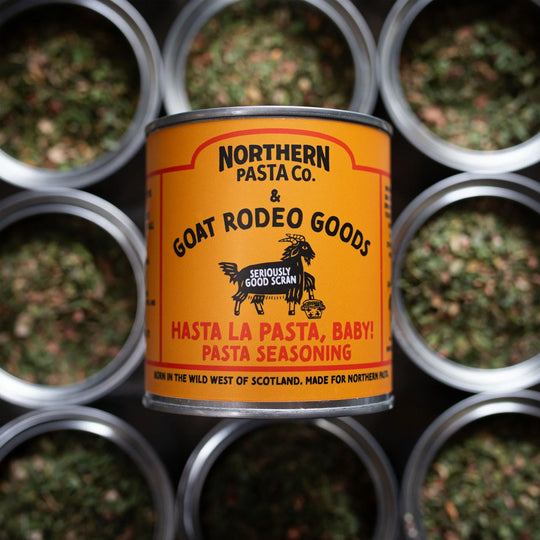 NORTHERN
PASTA CO.
&
GOAT RODEO GOODS
SERIOUSLY
GOOD SCRAN
HASTA LA PASTA, BABY!
PASTA SEASONING
BORN IN THE WILD WEST OF SCOTLAND. MADE FOR NORTHERN